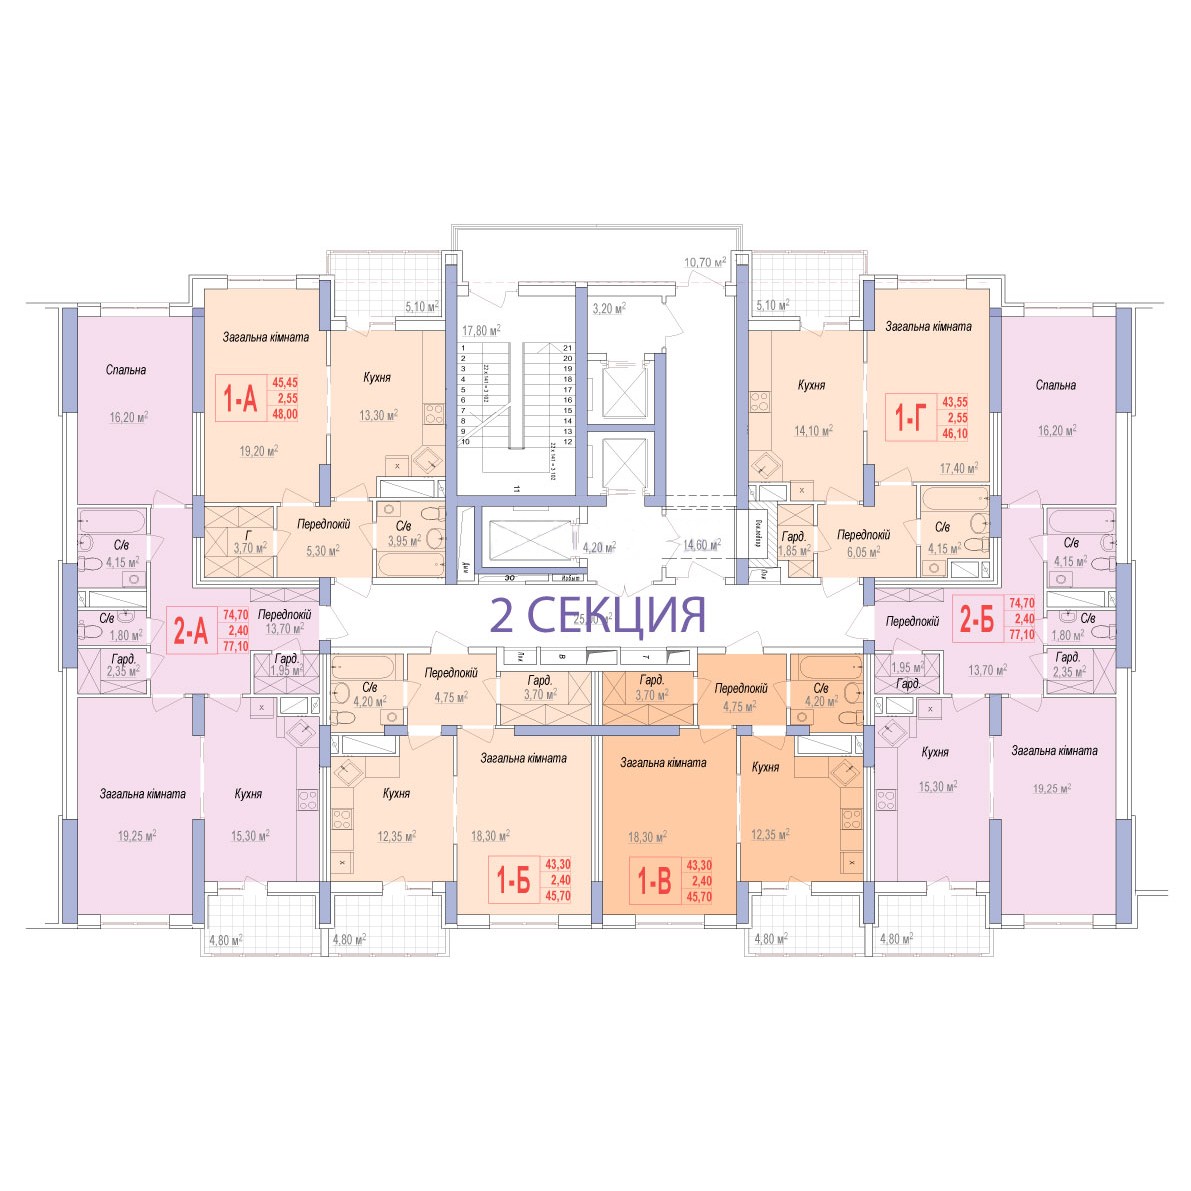 10,70 м²
5,10 м²
3,20 м²
5,10 м²
17,80 м²
Загальна кімната
45,45
1-А
2,55
48,00
19,20 м²
Кухня
13,30 м²
Спальна
16,20 м²
1
2
3
4
5
6
7
8
9
10
22 x 141 = 3 102
21
20
19
18
17
16
15
14
13
12
22 x 141 = 3 102
11
Кухня
14,10 м²
Загальна кімната
43,55
1-Г
2,55
46,10
17,40 м²
Спальна
16,20 м²
х
х
С/в
4,15 м²
Г
3,70 м²
Передпокій
5,30 м²
С/в
3,95 м²
4,20 м²
14,60 м²
Гард.
1,85 м²
Передпокій
6,05 м²
С/в
4,15 м²
С/в
4,15 м²
ЭО
С/в
1,80 м²
74,70
2-А
2,40
77,10
Передпокій
13,70 м²
2 СЕКЦИЯ
Передпокій
74,70
2-Б
2,40
77,10
С/в
1,80 м²
Гард.
2,35 м²
Гард.
1,95 м²
В
Т
1,95 м²
Гард.
13,70 м²
Гард.
2,35 м²
С/в
4,20 м²
Передпокій
4,75 м²
Гард.
3,70 м²
Гард.
3,70 м²
Передпокій
4,75 м²
С/в
4,20 м²
х
х
Загальна кімната
19,25 м²
Кухня
15,30 м²
Кухня
12,35 м²
Загальна кімната
18,30 м²
43,30
1-Б
2,40
45,70
Загальна кімната
18,30 м²
43,30
1-В
2,40
45,70
Кухня
12,35 м²
Кухня
15,30 м²
Загальна кімната
19,25 м²
х
х
4,80 м²
4,80 м²
4,80 м²
4,80 м²